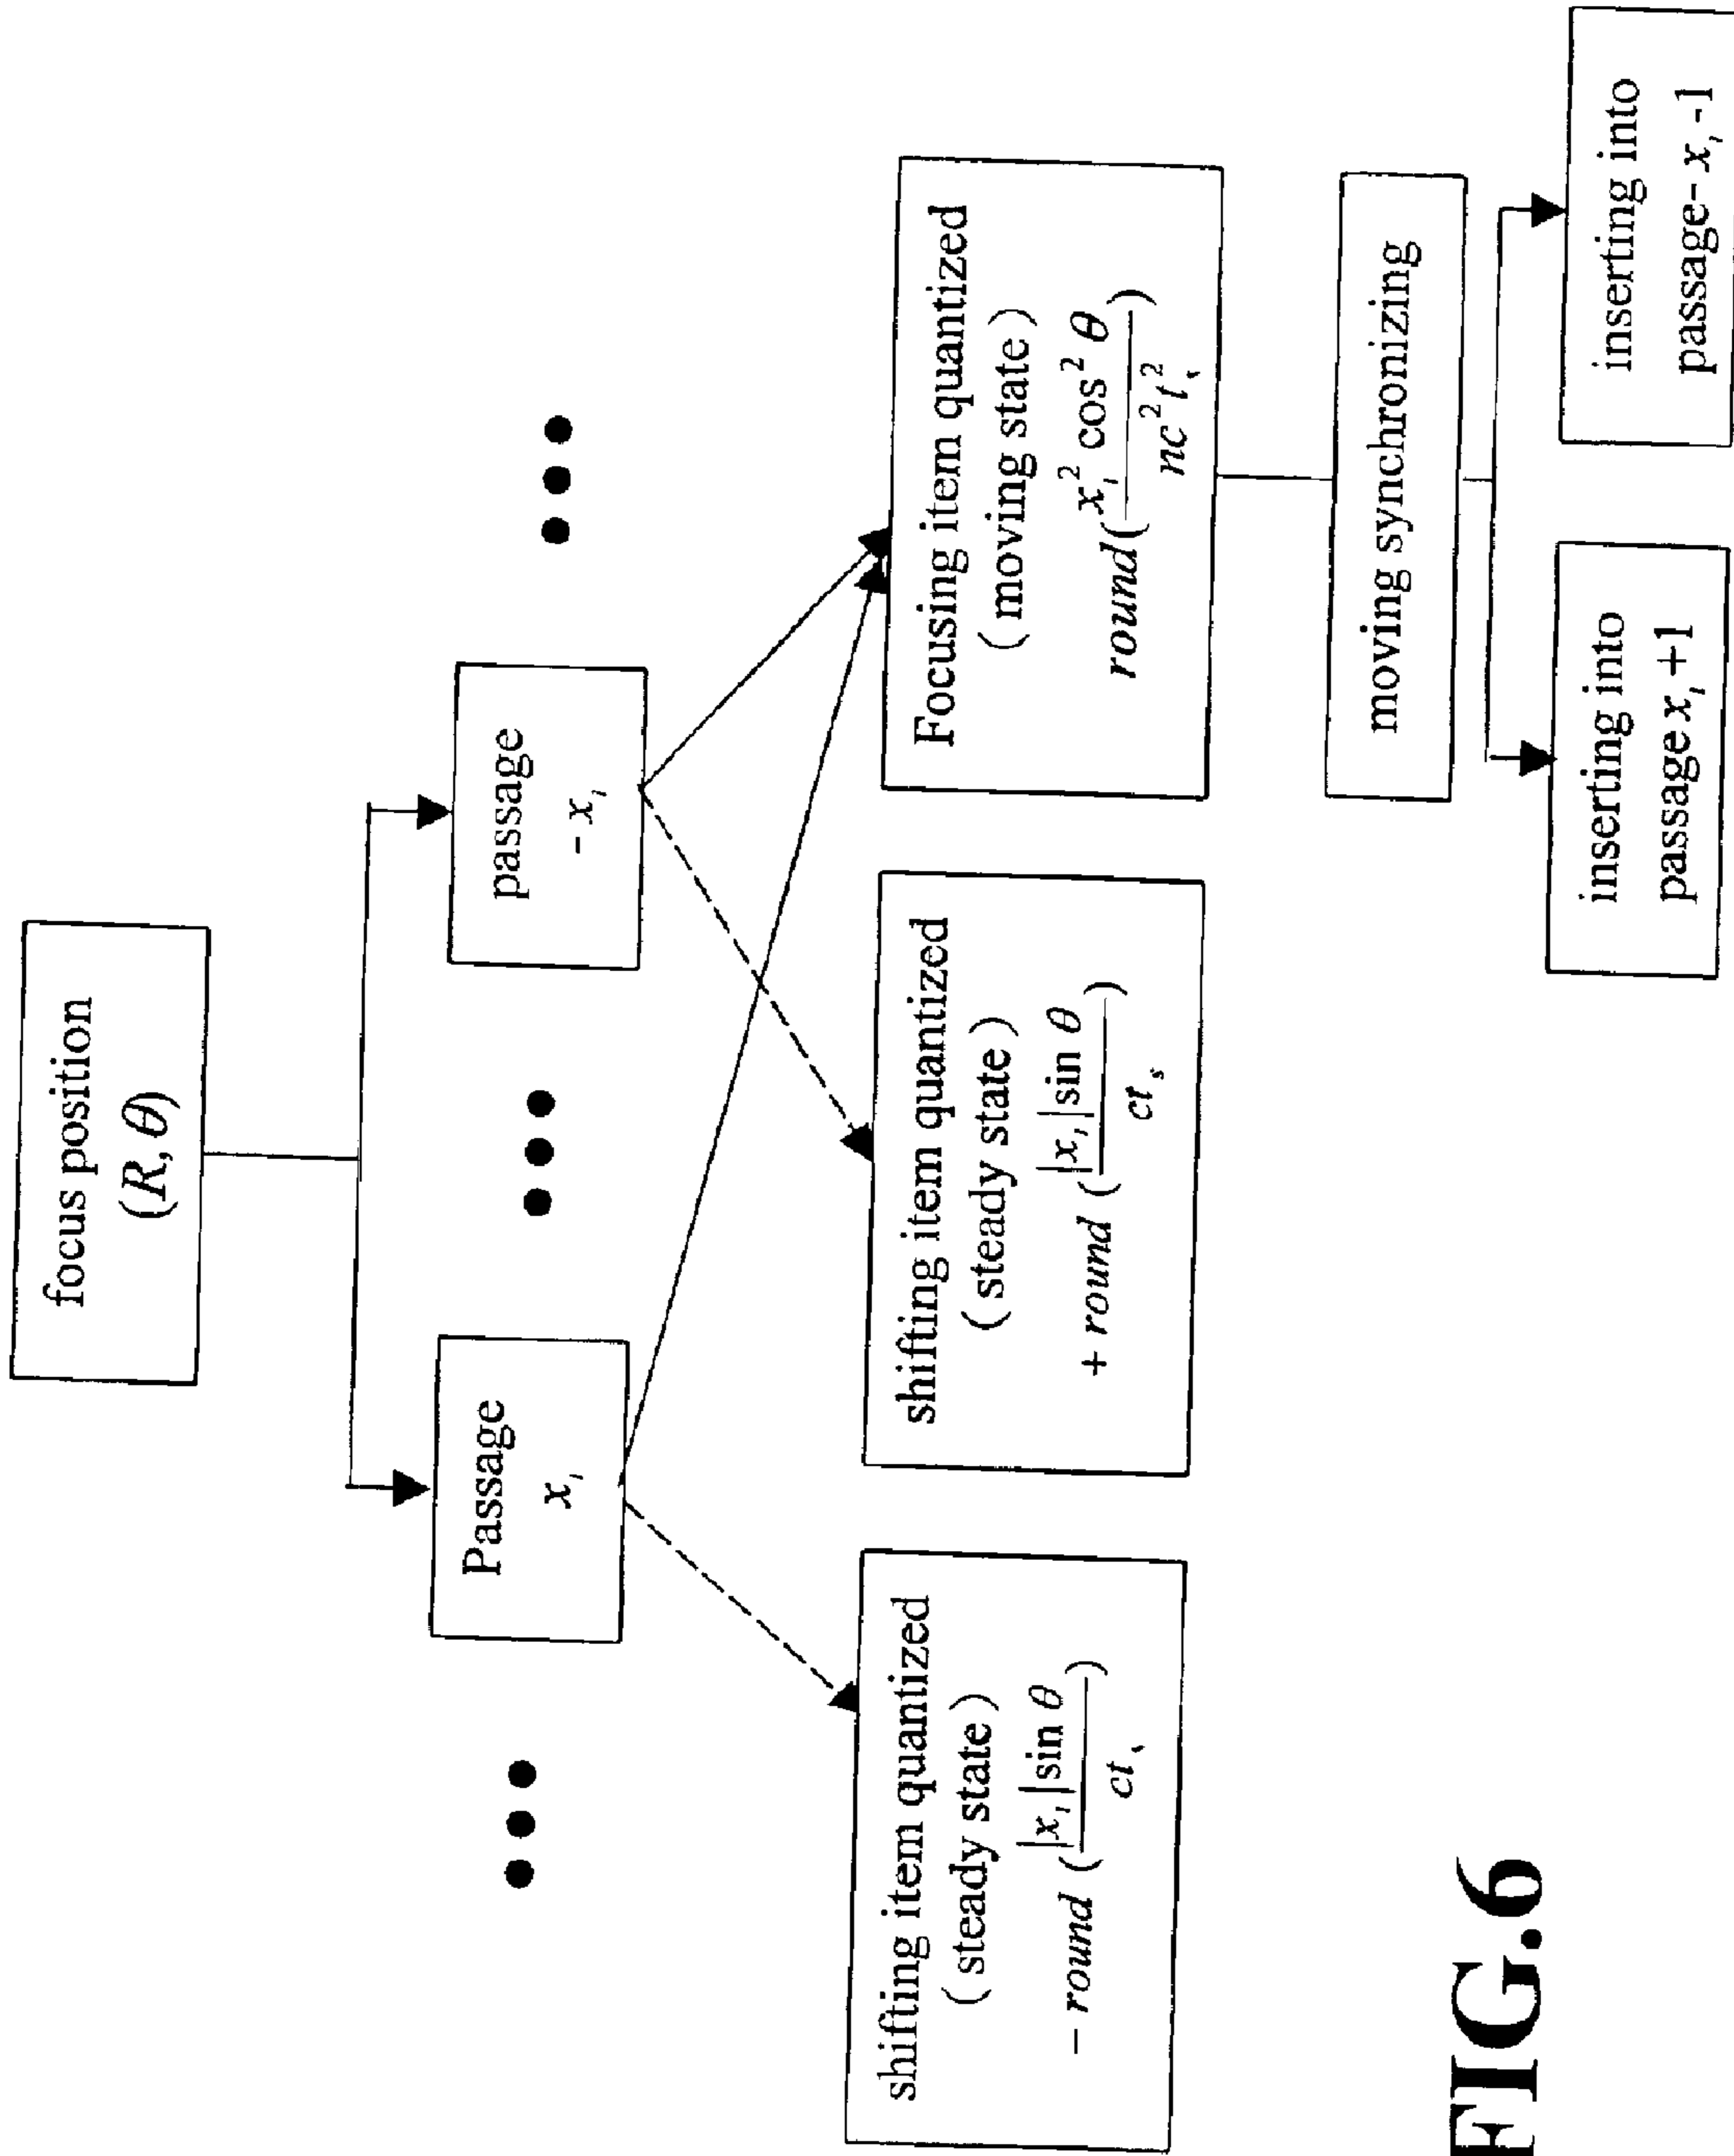 focus position
(R, θ)
Passage
x_i
passage
- x_i
shifting item quantized
(steady state)
- round (|x_i| sin θ / ct_s)
shifting item quantized
(steady state)
+ round (|x_i| sin θ / ct_s)
Focusing item quantized
(moving state)
round(x_i^2 cos^2 θ / nc^2 t_s^2)
moving synchronizing
inserting into
passage x_i +1
inserting into
passage- x_i -1
FIG.6